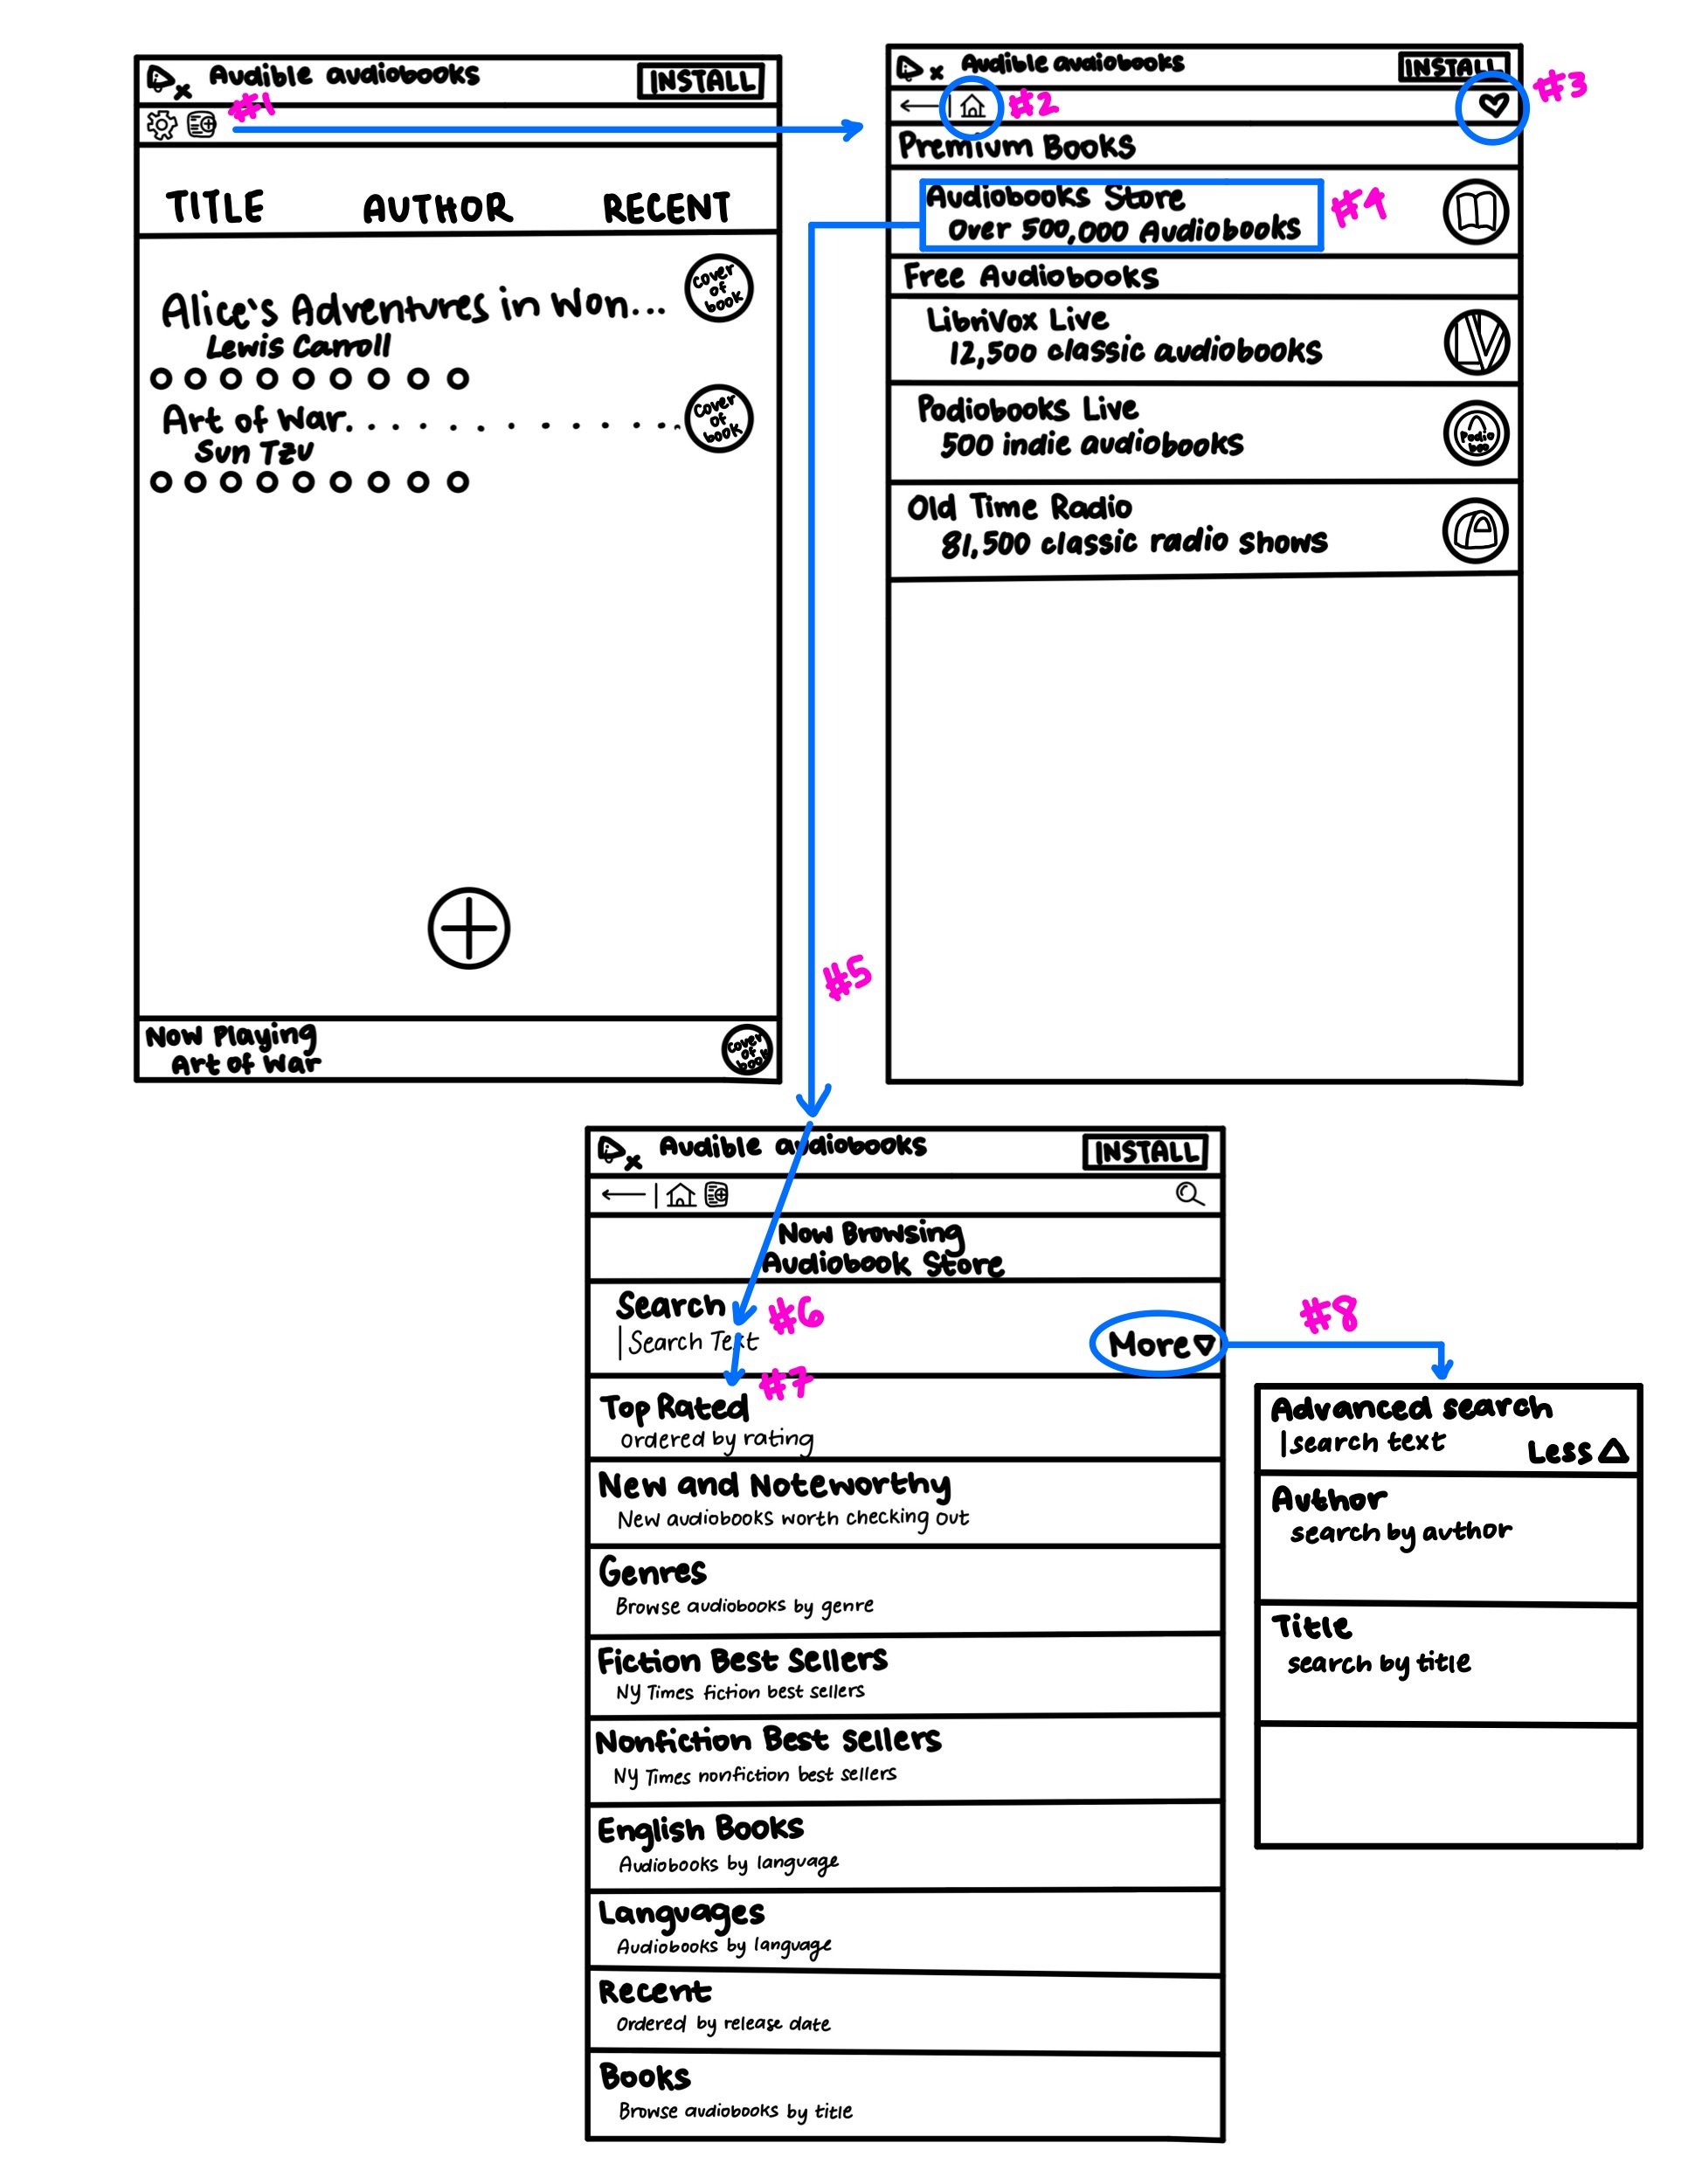 Audible audiobooks
INSTALL
#1
TITLE AUTHOR RECENT
Alice's Adventures in Won...
Lewis Carroll
cover of book
Art of War. . . . . . . . . . . . .
Sun Tzu
cover of book
Now Playing
Art of War
cover of book
Audible audiobooks
INSTALL
#2
#3
Premium Books
Audiobooks Store
Over 500,000 Audiobooks
#4
Free Audiobooks
LibriVox Live
12,500 classic audiobooks
Podiobooks Live
500 indie audiobooks
Podio
boo
Old Time Radio
81,500 classic radio shows
#5
Audible audiobooks
INSTALL
Now Browsing
Audiobook Store
Search
#6
Search Text
More
#7
Top Rated
ordered by rating
New and Noteworthy
New audiobooks worth checking out
Genres
Browse audiobooks by genre
Fiction Best Sellers
NY Times fiction best sellers
Nonfiction Best sellers
NY Times nonfiction best sellers
English Books
Audiobooks by language
Languages
Audiobooks by language
Recent
Ordered by release date
Books
Browse audiobooks by title
#8
Advanced search
search text
Less
Author
search by author
Title
search by title